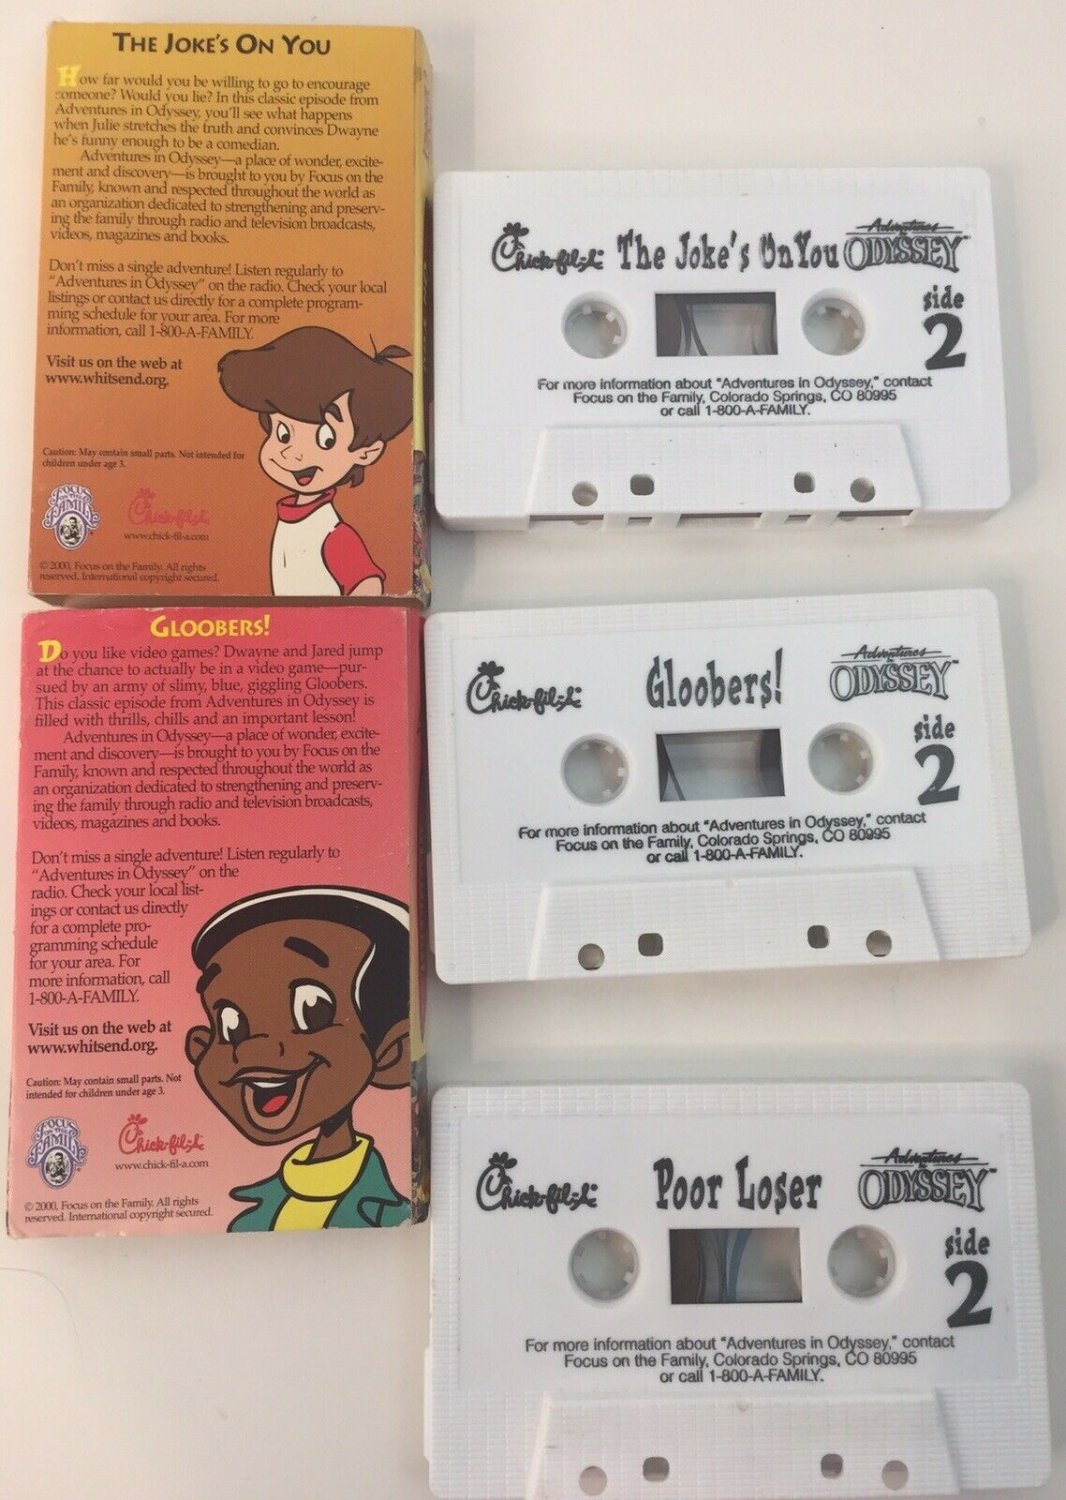 THE JOKE'S ON YOU
How far would you be willing to go to encourage
someone? Would you lie? In this classic episode from
Adventures in Odyssey, you'll see what happens
when Julie stretches the truth and convinces Dwayne
he's funny enough to be a comedian.
Adventures in Odyssey—a place of wonder, excite-
ment and discovery—is brought to you by Focus on the
Family, known and respected throughout the world as
an organization dedicated to strengthening and preserv-
ing the family through radio and television broadcasts,
videos, magazines and books.
Don't miss a single adventure! Listen regularly to
"Adventures in Odyssey" on the radio. Check your local
listings or contact us directly for a complete program-
ming schedule for your area. For more
information, call 1-800-A-FAMILY.
Visit us on the web at
www.whitsend.org.
Caution: May contain small parts. Not intended for
children under age 3.
FOCUS
ON THE
FAMILY
Chick-fil-A
www.chick-fil-a.com
© 2000, Focus on the Family. All rights
reserved. International copyright secured.
Chick-fil-A The Joke's On You Adventures IN ODYSSEY™
side
2
For more information about "Adventures in Odyssey," contact
Focus on the Family, Colorado Springs, CO 80995
or call 1-800-A-FAMILY.
GLOOBERS!
Do you like video games? Dwayne and Jared jump
at the chance to actually be in a video game—pur-
sued by an army of slimy, blue, giggling Gloobers.
This classic episode from Adventures in Odyssey is
filled with thrills, chills and an important lesson!
Adventures in Odyssey—a place of wonder, excite-
ment and discovery—is brought to you by Focus on the
Family, known and respected throughout the world as
an organization dedicated to strengthening and preserv-
ing the family through radio and television broadcasts,
videos, magazines and books.
Don't miss a single adventure! Listen regularly to
"Adventures in Odyssey" on the
radio. Check your local list-
ings or contact us directly
for a complete pro-
gramming schedule
for your area. For
more information, call
1-800-A-FAMILY.
Visit us on the web at
www.whitsend.org.
Caution: May contain small parts. Not
intended for children under age 3.
FOCUS
ON THE
FAMILY
Chick-fil-A
www.chick-fil-a.com
© 2000, Focus on the Family. All rights
reserved. International copyright secured.
Chick-fil-A Gloobers! Adventures IN ODYSSEY™
side
2
For more information about "Adventures in Odyssey," contact
Focus on the Family, Colorado Springs, CO 80995
or call 1-800-A-FAMILY.
Chick-fil-A Poor Loser Adventures IN ODYSSEY™
side
2
For more information about "Adventures in Odyssey," contact
Focus on the Family, Colorado Springs, CO 80995
or call 1-800-A-FAMILY.